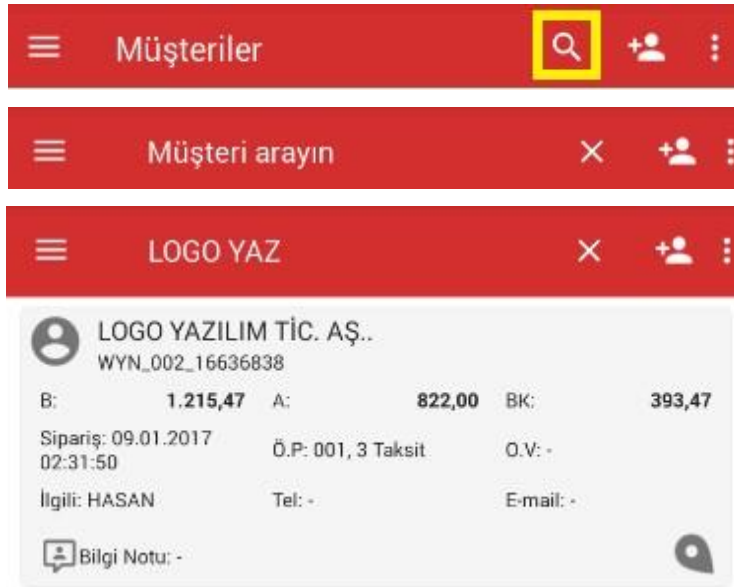 Müşteriler
Müşteri arayın
LOGO YAZ
LOGO YAZILIM TİC. AŞ..
WYN_002_16636838
B: 1.215,47 A: 822,00 BK: 393,47
Sipariş: 09.01.2017 02:31:50 Ö.P: 001, 3 Taksit O.V: -
İlgili: HASAN Tel: - E-mail: -
Bilgi Notu: -